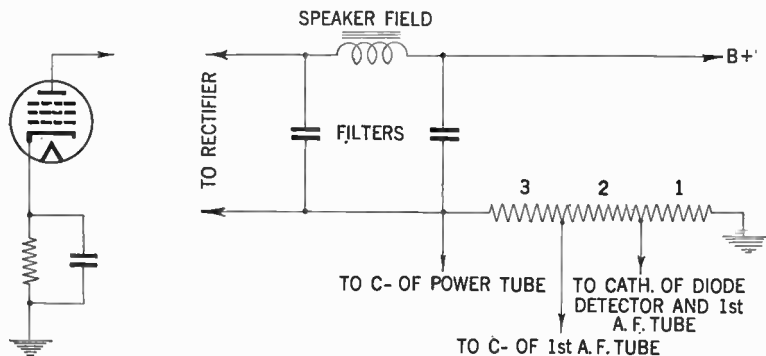 SPEAKER FIELD
B+
TO RECTIFIER
FILTERS
3 2 1
TO C- OF POWER TUBE
TO CATH. OF DIODE
DETECTOR AND 1st
A.F. TUBE
TO C- OF 1st A.F. TUBE